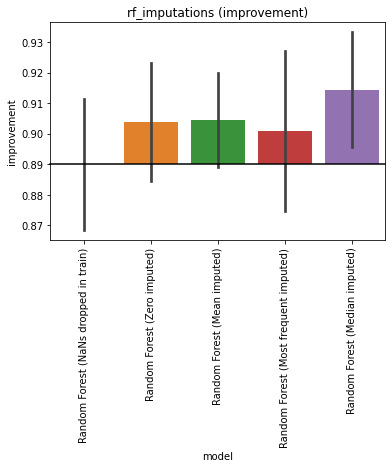 rf_imputations (improvement)
improvement
0.93
0.92
0.91
0.90
0.89
0.88
0.87
Random Forest (NaNs dropped in train)
Random Forest (Zero imputed)
Random Forest (Mean imputed)
Random Forest (Most frequent imputed)
Random Forest (Median imputed)
model